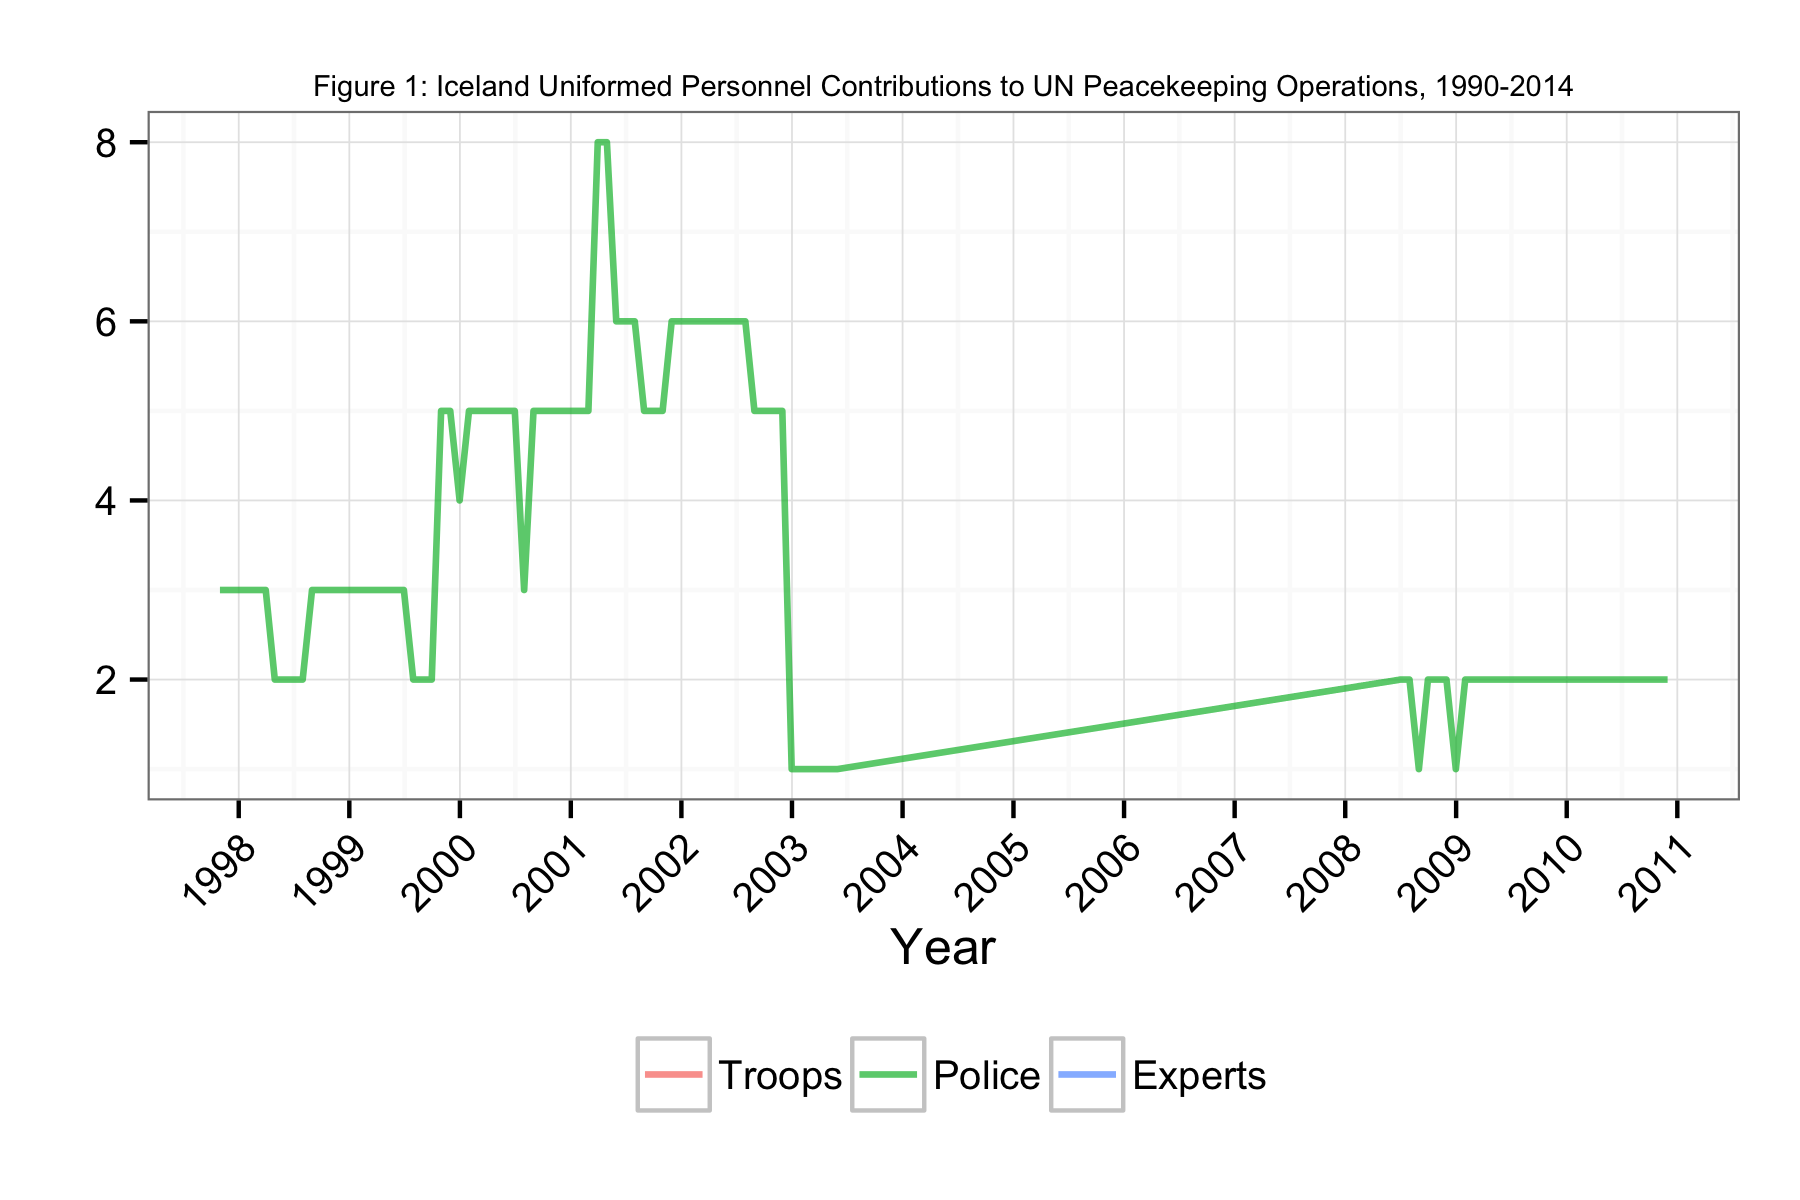 Figure 1: Iceland Uniformed Personnel Contributions to UN Peacekeeping Operations, 1990-2014
8
6
4
2
1998 1999 2000 2001 2002 2003 2004 2005 2006 2007 2008 2009 2010 2011
Year
Troops Police Experts